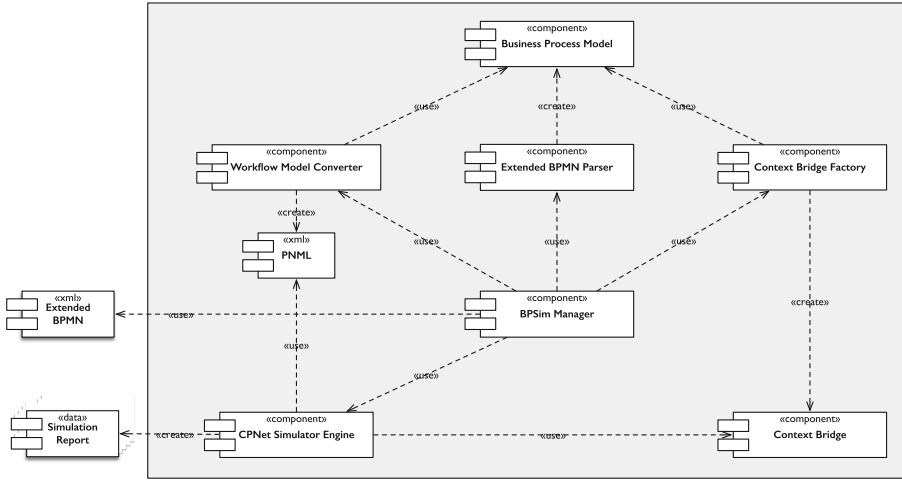 «component»
Business Process Model
«use»
«create»
«use»
«component»
Workflow Model Converter
«component»
Extended BPMN Parser
«component»
Context Bridge Factory
«create»
«xml»
PNML
«use»
«use»
«use»
«xml»
Extended
BPMN
«use»
«component»
BPSim Manager
«create»
«use»
«use»
«data»
Simulation
Report
«create»
«component»
CPNet Simulator Engine
«use»
«component»
Context Bridge